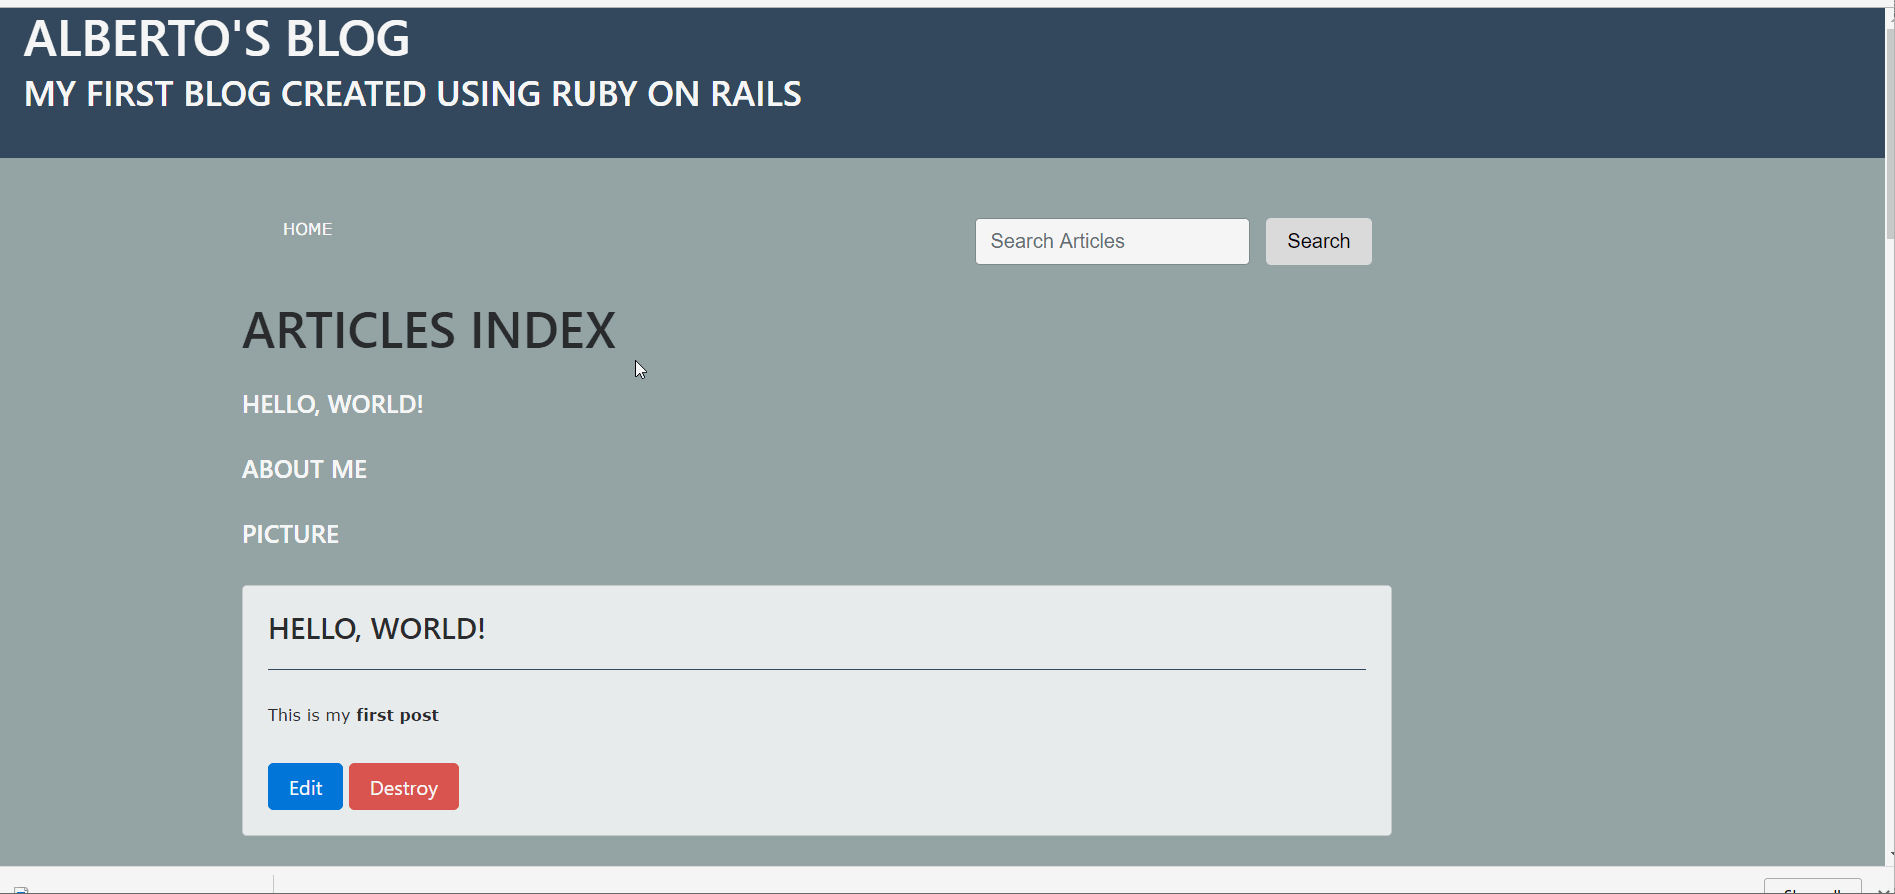 ALBERTO'S BLOG
MY FIRST BLOG CREATED USING RUBY ON RAILS
HOME
Search Articles
Search
ARTICLES INDEX
HELLO, WORLD!
ABOUT ME
PICTURE
HELLO, WORLD!
This is my first post
Edit
Destroy